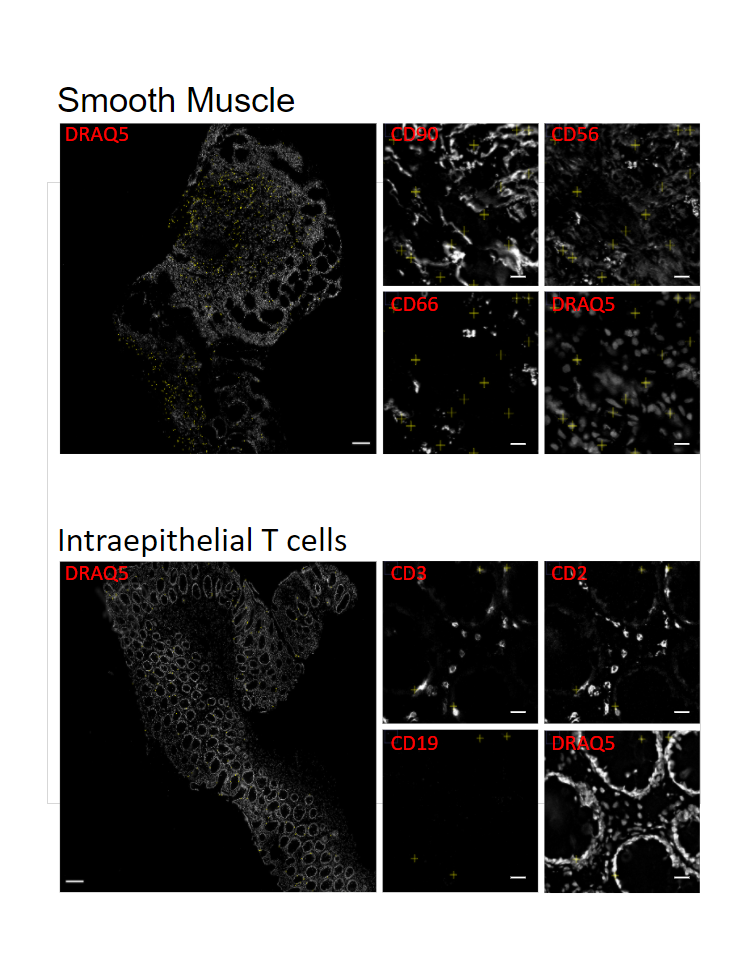 Smooth Muscle
DRAQ5
CD90
CD56
CD66
DRAQ5
Intraepithelial T cells
DRAQ5
CD3
CD2
CD19
DRAQ5